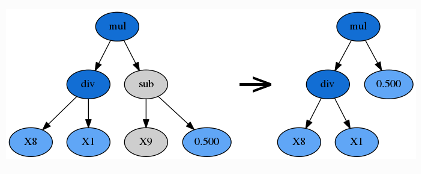 mul mul
div sub div 0.500
X8 X1 X9 0.500 X8 X1